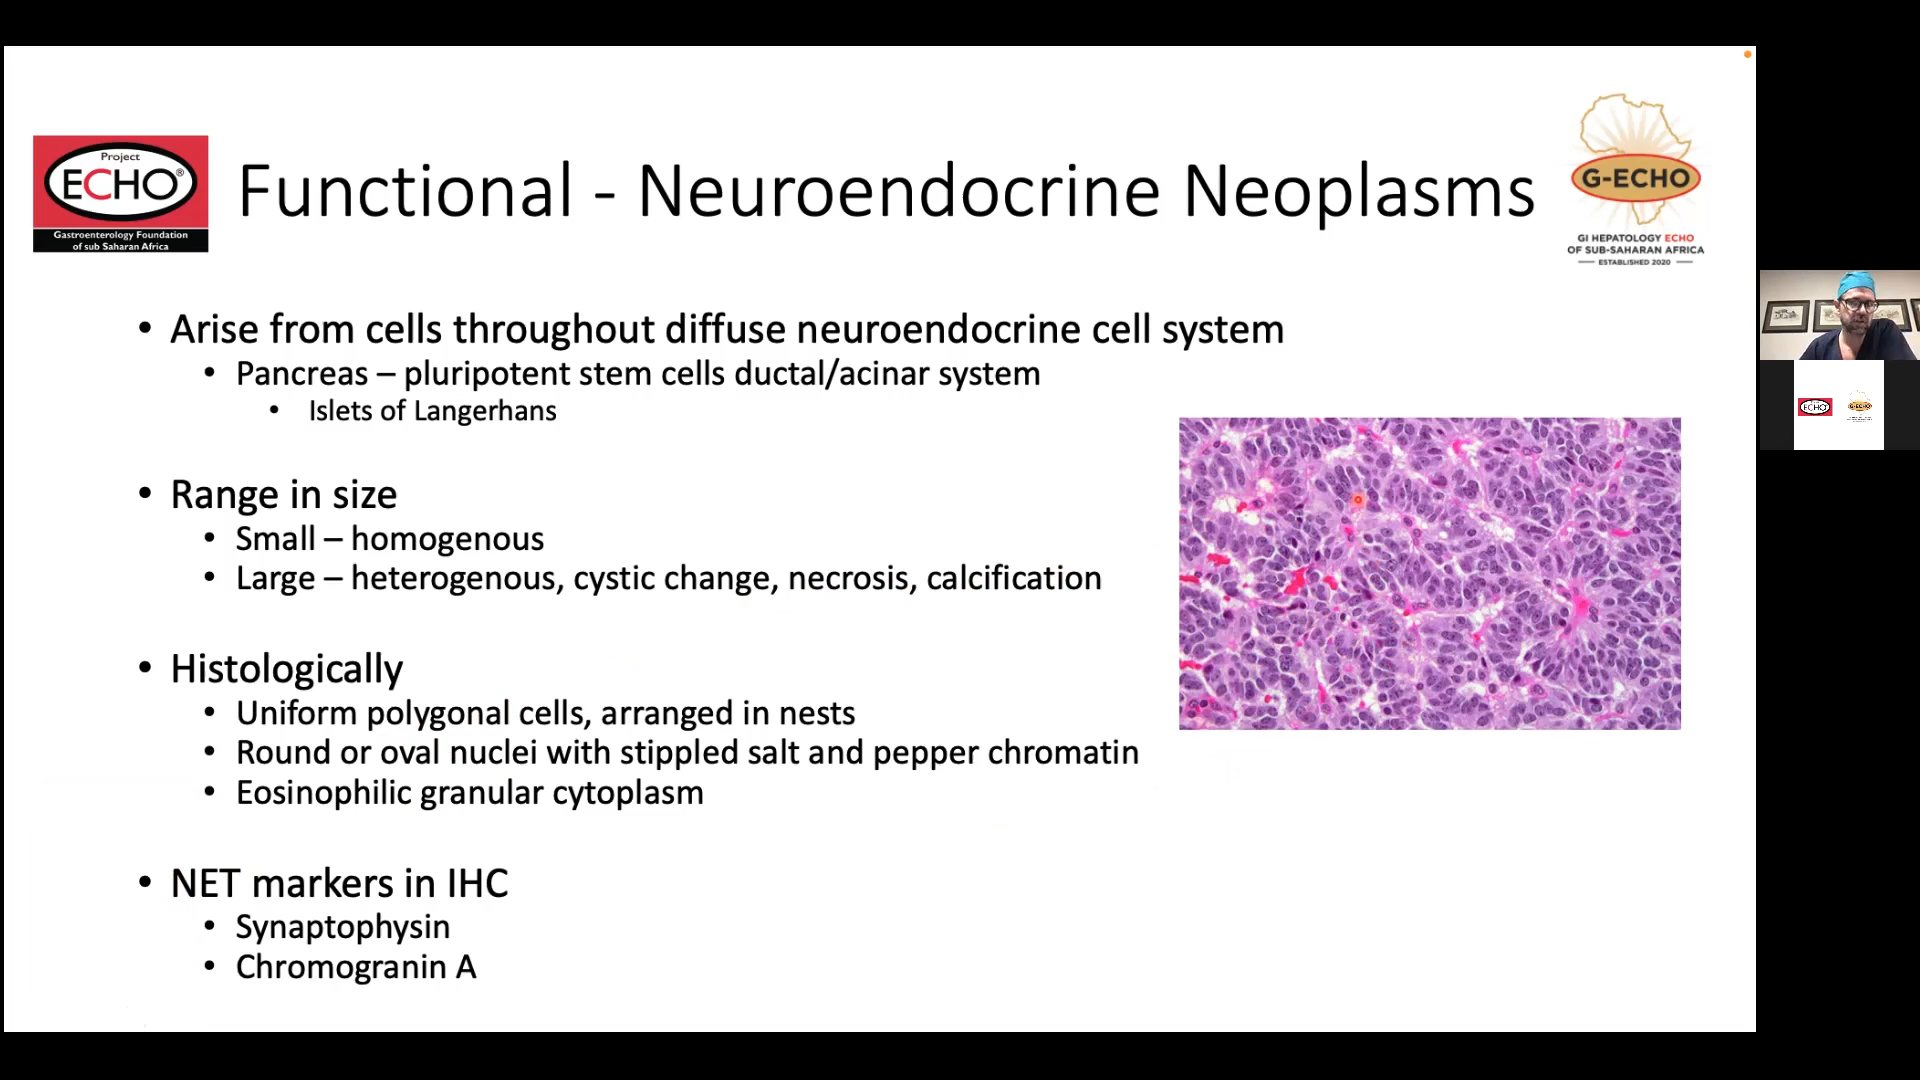 Project
ECHO®
Gastroenterology Foundation
of sub Saharan Africa
Functional - Neuroendocrine Neoplasms
G-ECHO
GI HEPATOLOGY ECHO
OF SUB-SAHARAN AFRICA
ESTABLISHED 2020
• Arise from cells throughout diffuse neuroendocrine cell system
• Pancreas – pluripotent stem cells ductal/acinar system
• Islets of Langerhans
• Range in size
• Small – homogenous
• Large – heterogenous, cystic change, necrosis, calcification
• Histologically
• Uniform polygonal cells, arranged in nests
• Round or oval nuclei with stippled salt and pepper chromatin
• Eosinophilic granular cytoplasm
• NET markers in IHC
• Synaptophysin
• Chromogranin A
ECHO
G-ECHO